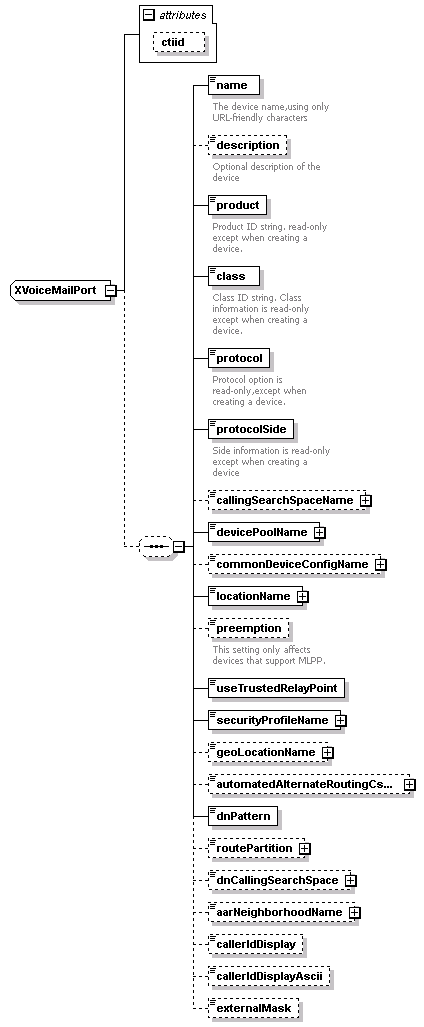 attributes
ctiid
name
The device name,using only
URL-friendly characters
description
Optional description of the
device
product
Product ID string. read-only
except when creating a
device.
class
Class ID string. Class
information is read-only
except when creating a
device.
XVoiceMailPort
protocol
Protocol option is
read-only,except when
creating a device.
protocolSide
Side information is read-only
except when creating a
device
callingSearchSpaceName
devicePoolName
commonDeviceConfigName
locationName
preemption
This setting only affects
devices that support MLPP.
useTrustedRelayPoint
securityProfileName
geoLocationName
automatedAlternateRoutingCs...
dnPattern
routePartition
dnCallingSearchSpace
aarNeighborhoodName
callerIdDisplay
callerIdDisplayAscii
externalMask